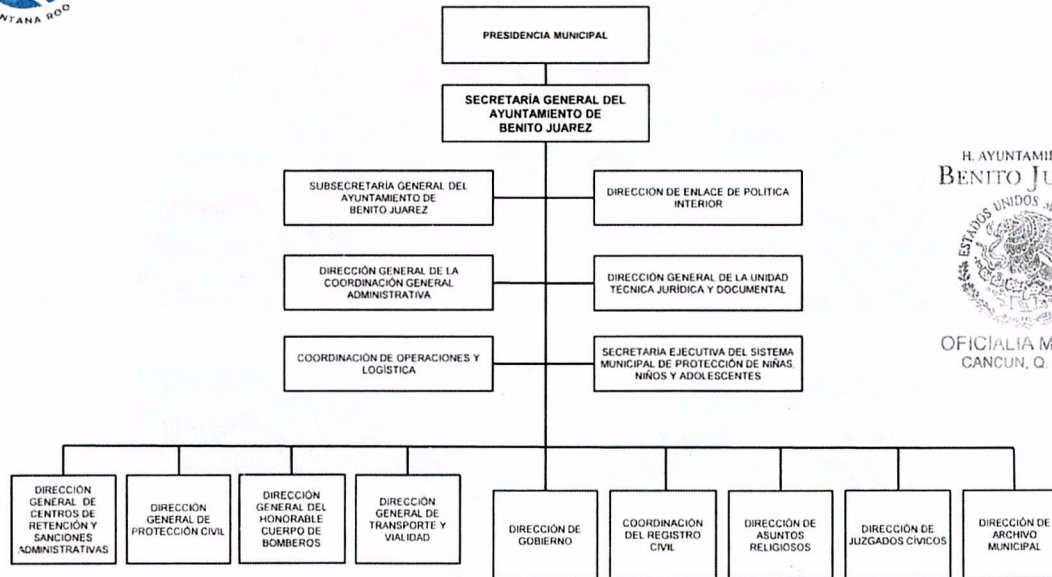 NTANA ROO
PRESIDENCIA MUNICIPAL
SECRETARÍA GENERAL DEL
AYUNTAMIENTO DE
BENITO JUAREZ
SUBSECRETARÍA GENERAL DEL
AYUNTAMIENTO DE
BENITO JUAREZ
DIRECCIÓN DE ENLACE DE POLÍTICA
INTERIOR
H. AYUNTAMI
BENITO JU
ESTADOS UNIDOS M
DIRECCIÓN GENERAL DE LA
COORDINACIÓN GENERAL
ADMINISTRATIVA
DIRECCIÓN GENERAL DE LA UNIDAD
TÉCNICA JURÍDICA Y DOCUMENTAL
COORDINACIÓN DE OPERACIONES Y
LOGÍSTICA
SECRETARÍA EJECUTIVA DEL SISTEMA
MUNICIPAL DE PROTECCIÓN DE NIÑAS,
NIÑOS Y ADOLESCENTES
OFICIALIA M
CANCUN, Q.
DIRECCIÓN
GENERAL DE
CENTROS DE
RETENCIÓN Y
SANCIONES
ADMINISTRATIVAS
DIRECCIÓN
GENERAL DE
PROTECCIÓN CIVIL
DIRECCIÓN
GENERAL DEL
HONORABLE
CUERPO DE
BOMBEROS
DIRECCIÓN
GENERAL DE
TRANSPORTE Y
VIALIDAD
DIRECCIÓN DE
GOBIERNO
COORDINACIÓN
DEL REGISTRO
CIVIL
DIRECCIÓN DE
ASUNTOS
RELIGIOSOS
DIRECCIÓN DE
JUZGADOS CÍVICOS
DIRECCIÓN DE
ARCHIVO
MUNICIPAL